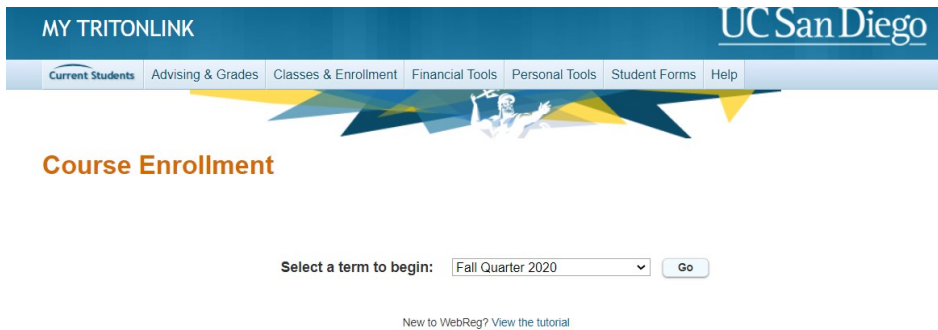 MY TRITONLINK
UC San Diego
Current Students Advising & Grades Classes & Enrollment Financial Tools Personal Tools Student Forms Help
Course Enrollment
Select a term to begin: Fall Quarter 2020 Go
New to WebReg? View the tutorial